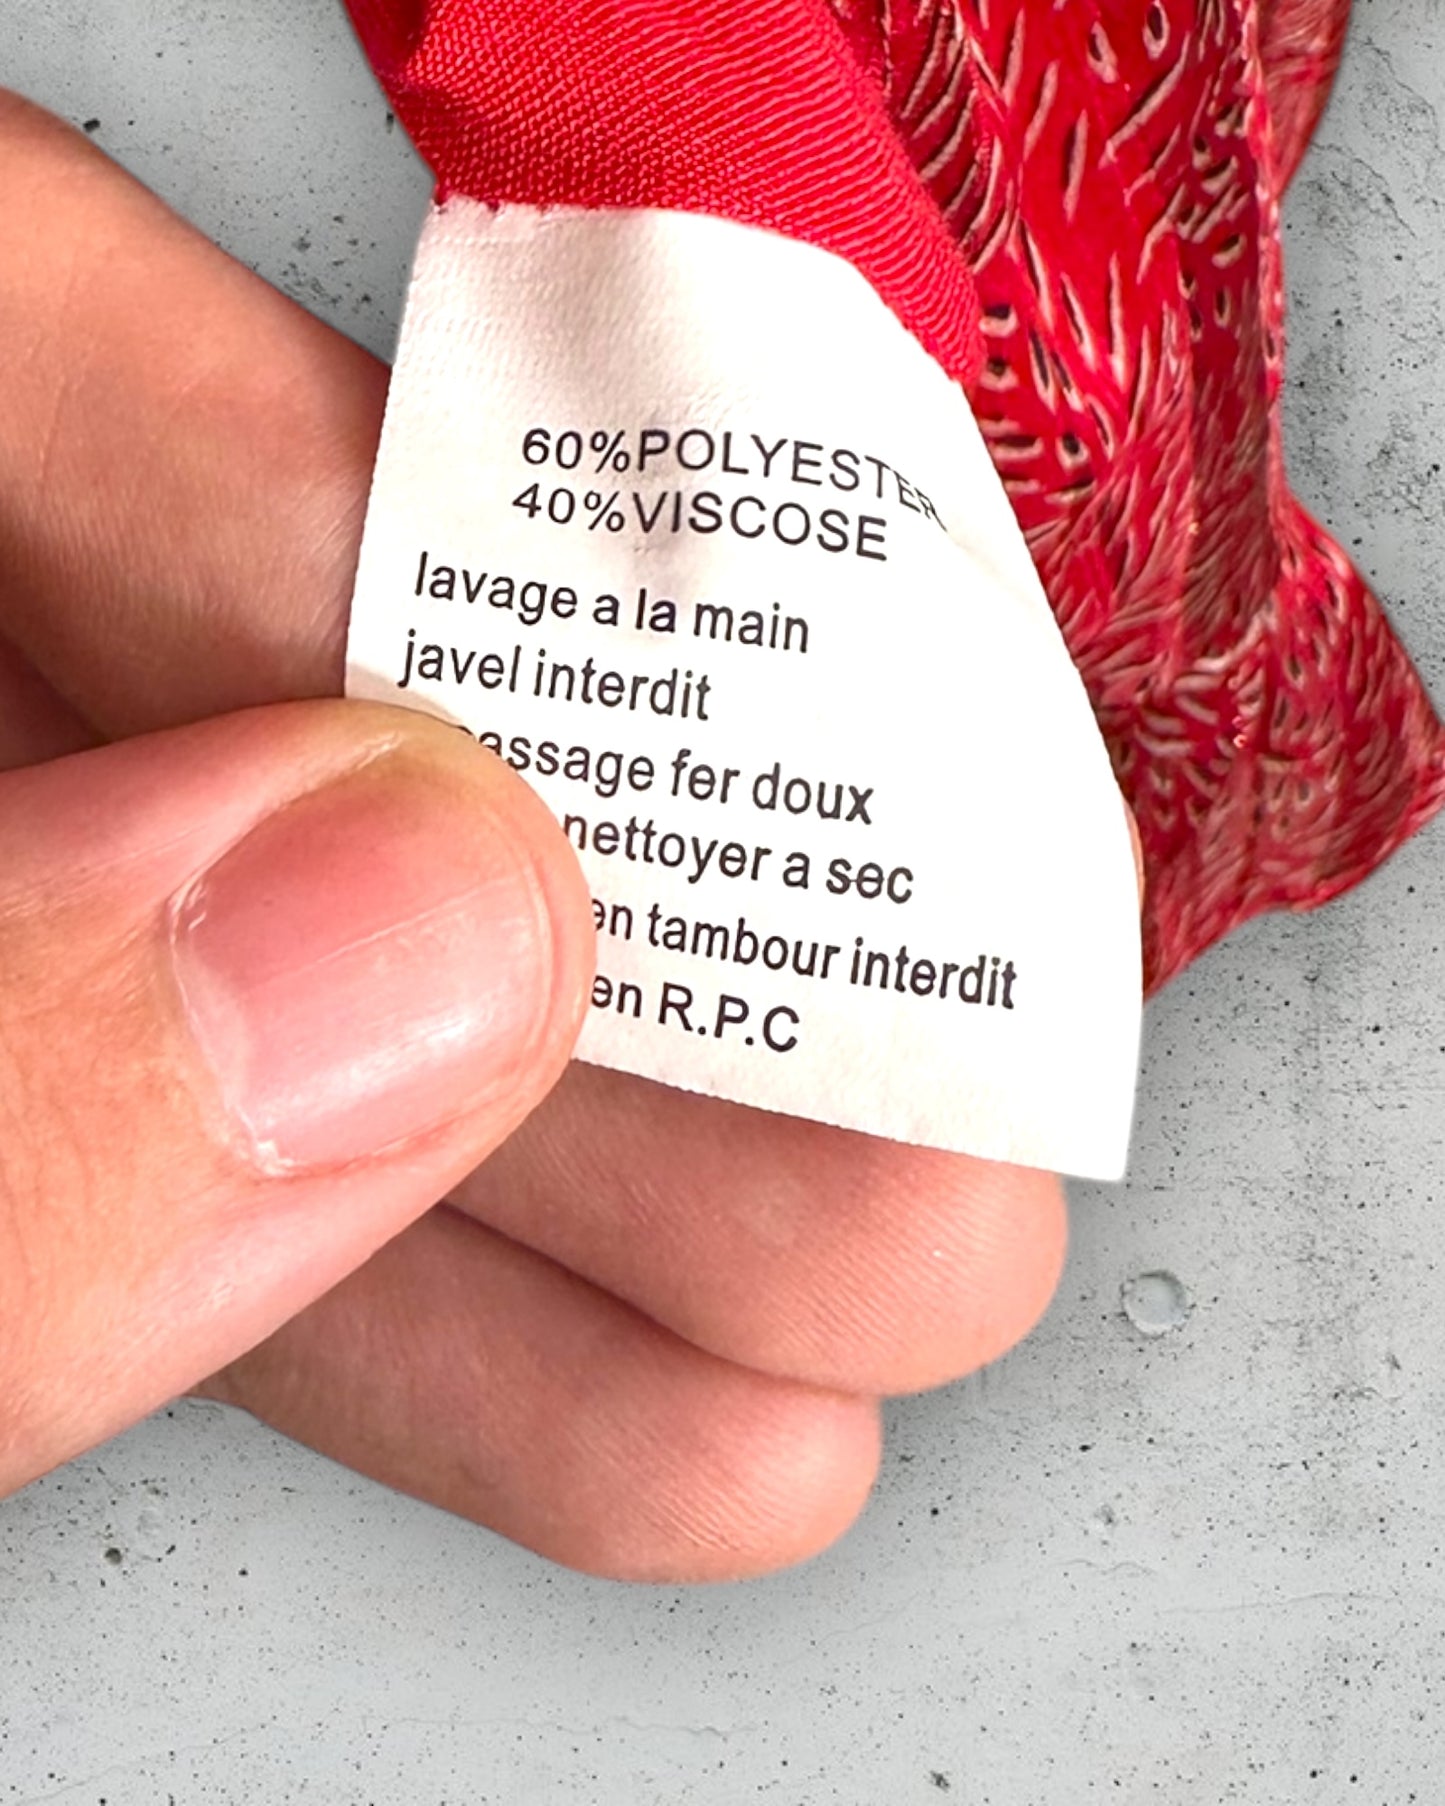 60%POLYESTER
40%VISCOSE
lavage a la main
javel interdit
assage fer doux
nettoyer a sec
en tambour interdit
en R.P.C